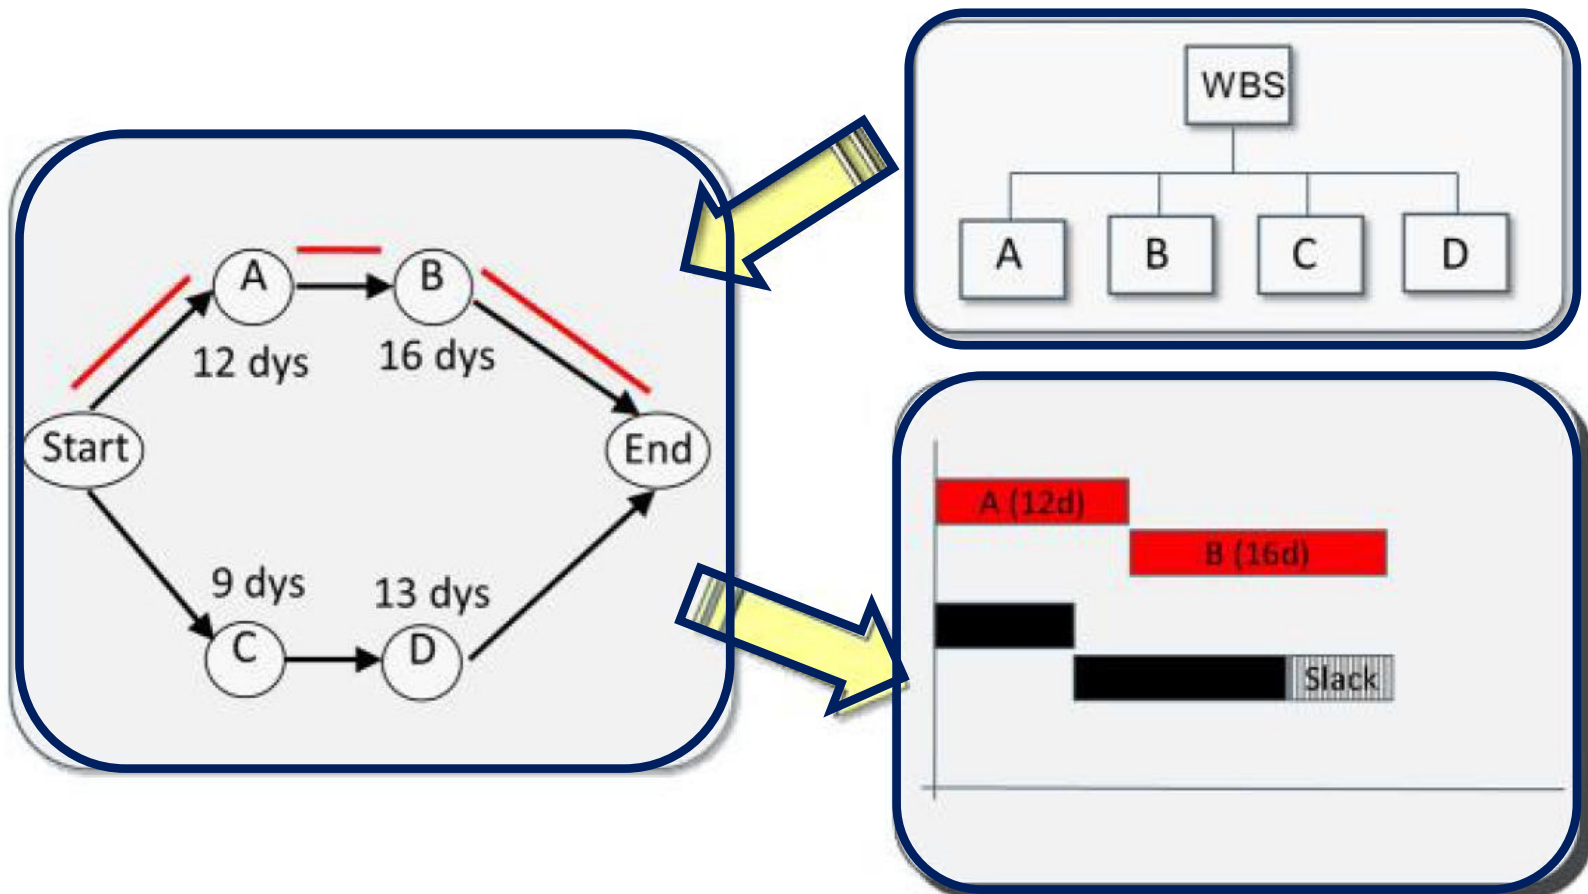 WBS
A
B
C
D
A
B
12 dys
16 dys
Start
End
9 dys
13 dys
C
D
A (12d)
B (16d)
Slack